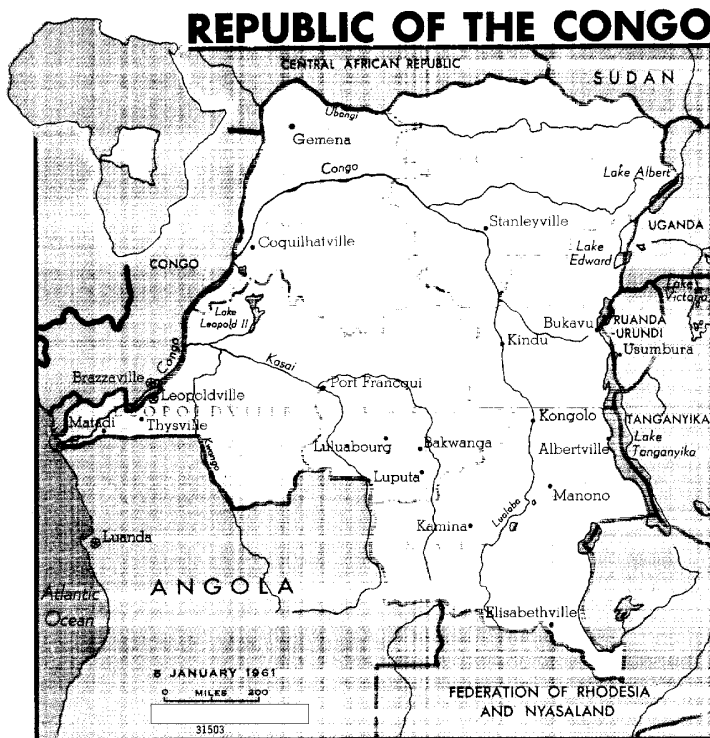 REPUBLIC OF THE CONGO
CENTRAL AFRICAN REPUBLIC
SUDAN
Ubangi
Gemena
Congo
Lake Albert
Stanleyville
UGANDA
Coquilhatville
Lake
Edward
CONGO
Lake
Victoria
Lake
Leopold II
Bukavu
RUANDA
-URUNDI
Kindu
Usumbura
Congo
Kasai
Brazzaville
Port Francqui
Leopoldville
LEOPOLDVILLE
Matadi
Thysville
Kongolo
TANGANYIKA
Luluabourg
Bakwanga
Albertville
Lake
Tanganyika
Kwango
Luputa
Manono
Lualaba
Kamina
Luanda
ANGOLA
Atlantic
Ocean
Elisabethville
5 JANUARY 1961
0 MILES 200
FEDERATION OF RHODESIA
AND NYASALAND
31503